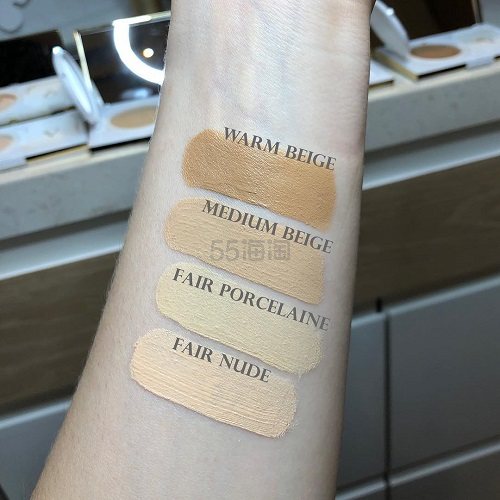 WARM BEIGE
MEDIUM BEIGE
55海淘
FAIR PORCELAINE
FAIR NUDE